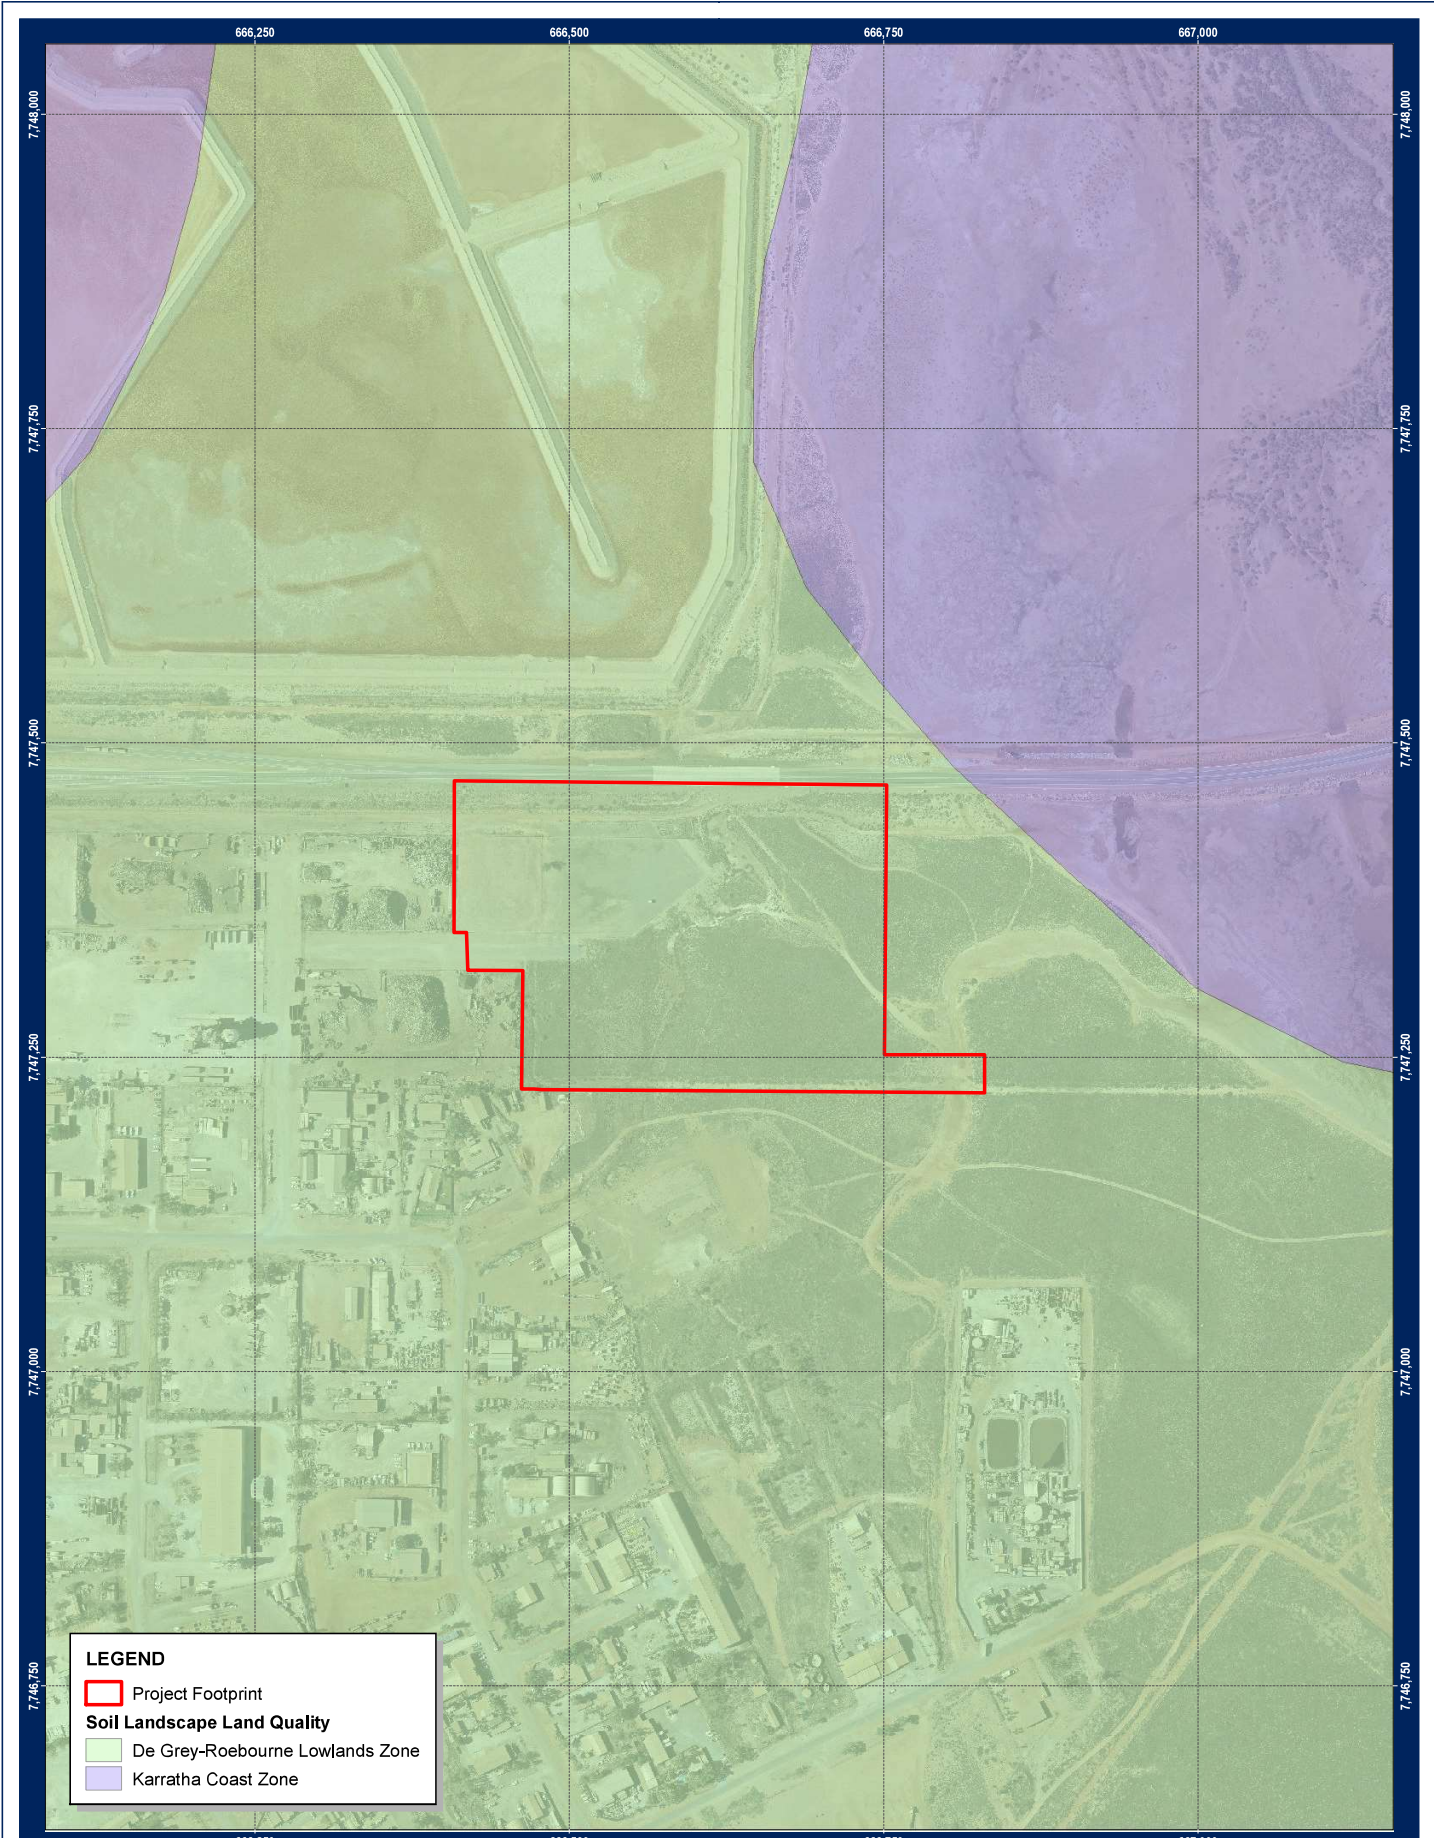 666,250 666,500 666,750 667,000
7,748,000 7,748,000
7,747,750 7,747,750
7,747,500 7,747,500
7,747,250 7,747,250
7,747,000 7,747,000
7,746,750 7,746,750
LEGEND
Project Footprint
Soil Landscape Land Quality
De Grey-Roebourne Lowlands Zone
Karratha Coast Zone